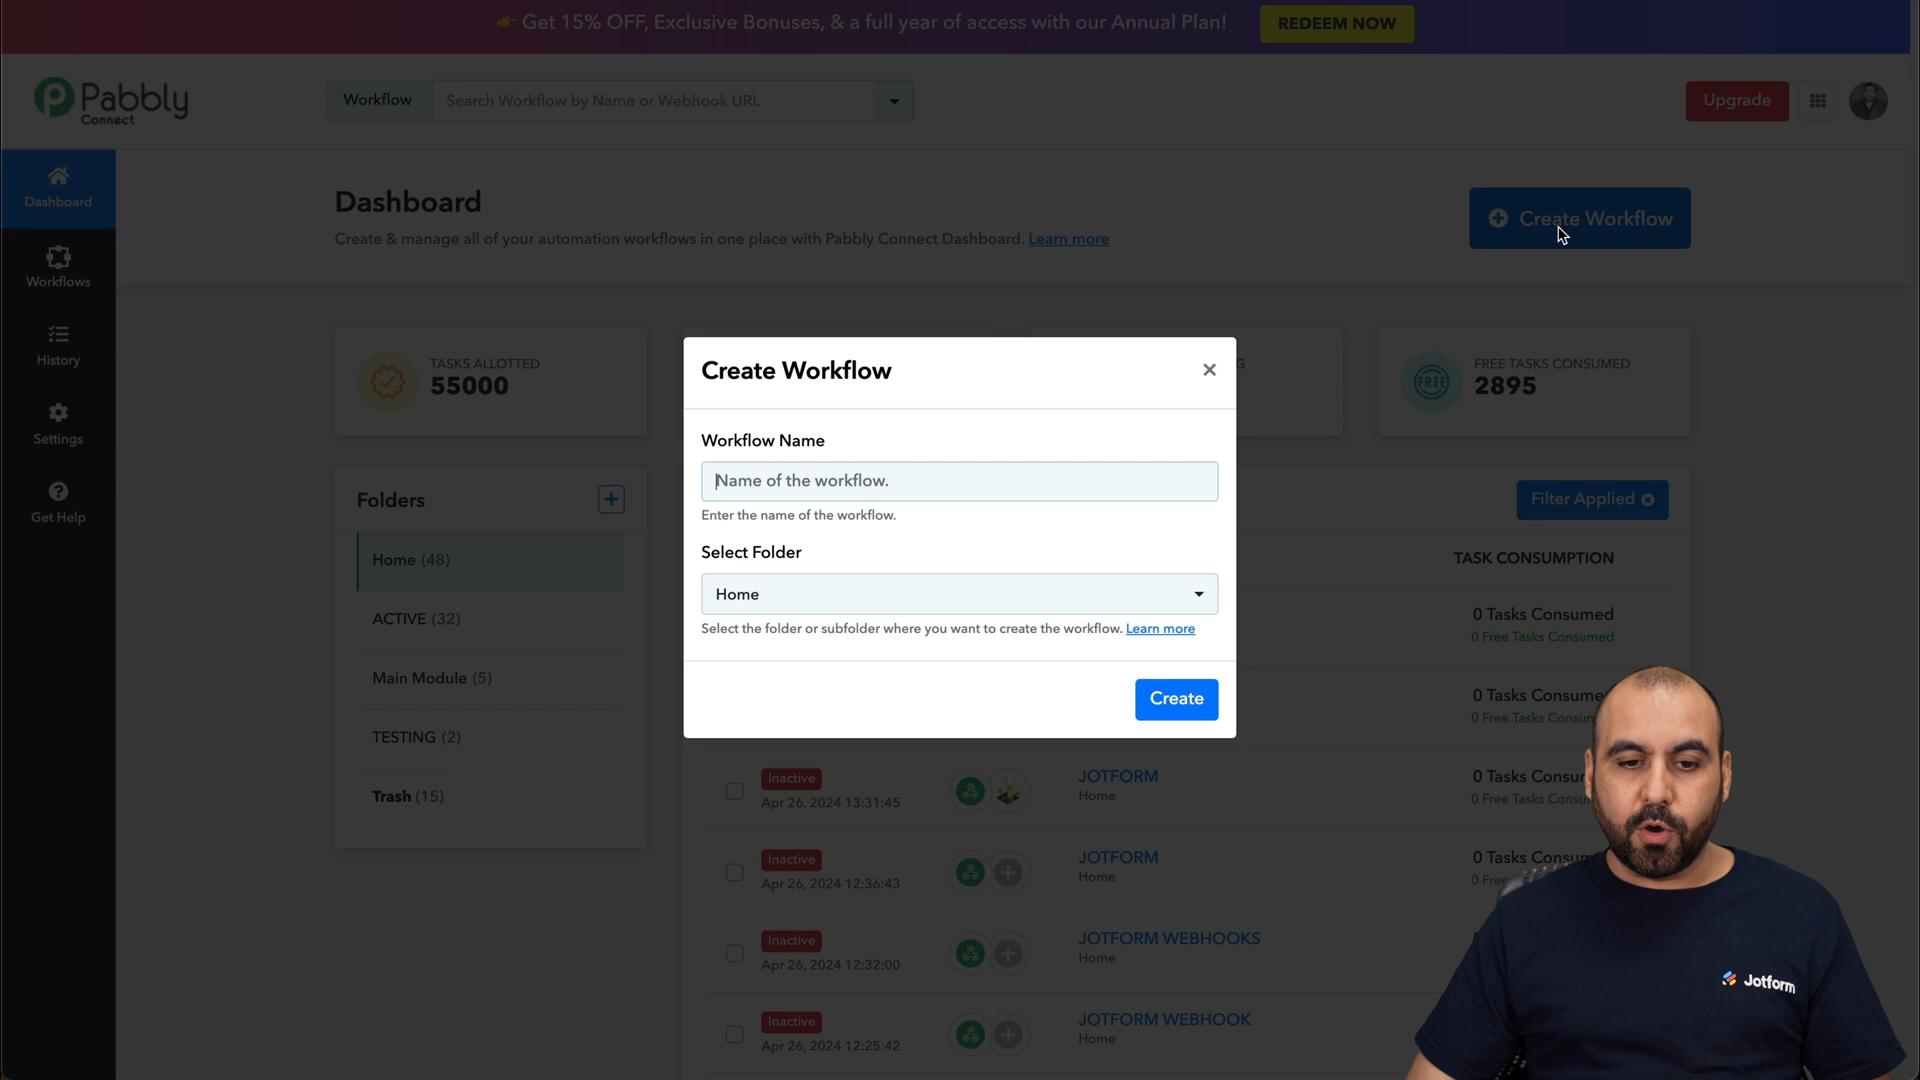 👉 Get 15% OFF, Exclusive Bonuses, & a full year of access with our Annual Plan!
REDEEM NOW
Pabbly
Connect
Workflow
Search Workflow by Name or Webhook URL
Upgrade
Dashboard
Workflows
History
Settings
Get Help
Dashboard
Create & manage all of your automation workflows in one place with Pabbly Connect Dashboard. Learn more
Create Workflow
TASKS ALLOTTED
55000
G
FREE
FREE TASKS CONSUMED
2895
Folders
Home (48)
ACTIVE (32)
Main Module (5)
TESTING (2)
Trash (15)
Create Workflow
Workflow Name
Name of the workflow.
Enter the name of the workflow.
Select Folder
Home
Select the folder or subfolder where you want to create the workflow. Learn more
Create
Filter Applied
TASK CONSUMPTION
0 Tasks Consumed
0 Free Tasks Consumed
0 Tasks Consume
0 Free Tasks Consum
Inactive
Apr 26, 2024 13:31:45
JOTFORM
Home
0 Tasks Consum
0 Free Tasks Consu
Inactive
Apr 26, 2024 12:36:43
JOTFORM
Home
0 Tasks Consum
0 Free
Inactive
Apr 26, 2024 12:32:00
JOTFORM WEBHOOKS
Home
Inactive
Apr 26, 2024 12:25:42
JOTFORM WEBHOOK
Home
Jotform